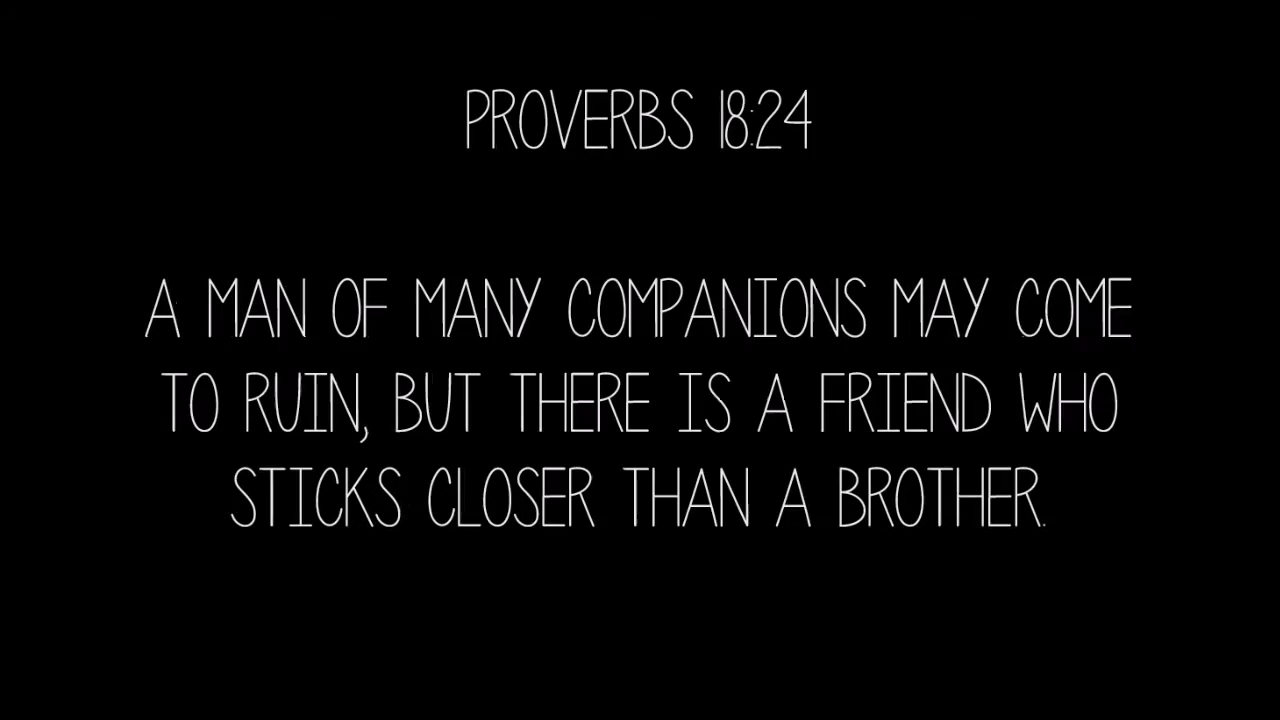 PROVERBS 18:24
A MAN OF MANY COMPANIONS MAY COME
TO RUIN, BUT THERE IS A FRIEND WHO
STICKS CLOSER THAN A BROTHER.